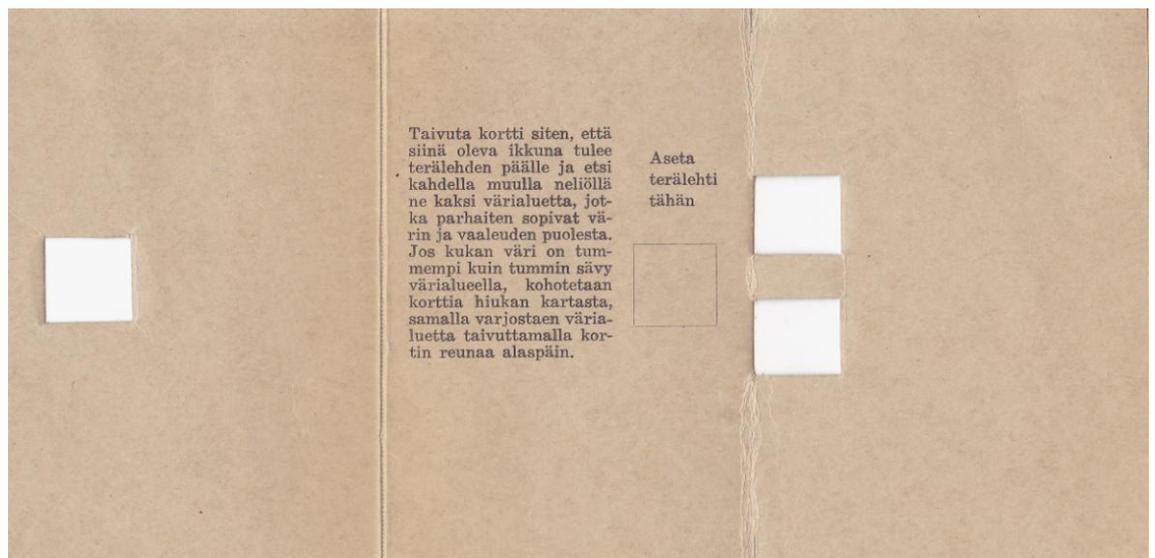 Taivuta kortti siten, että
siinä oleva ikkuna tulee
terälehden päälle ja etsi
kahdella muulla neliöllä
ne kaksi värialuetta, jot-
ka parhaiten sopivat vä-
rin ja vaaleuden puolesta.
Jos kukan väri on tum-
mempi kuin tummin sävy
värialueella, kohotetaan
korttia hiukan kartasta,
samalla varjostaen väria-
luetta taivuttamalla kor-
tin reunaa alaspäin.
Aseta
terälehti
tähän